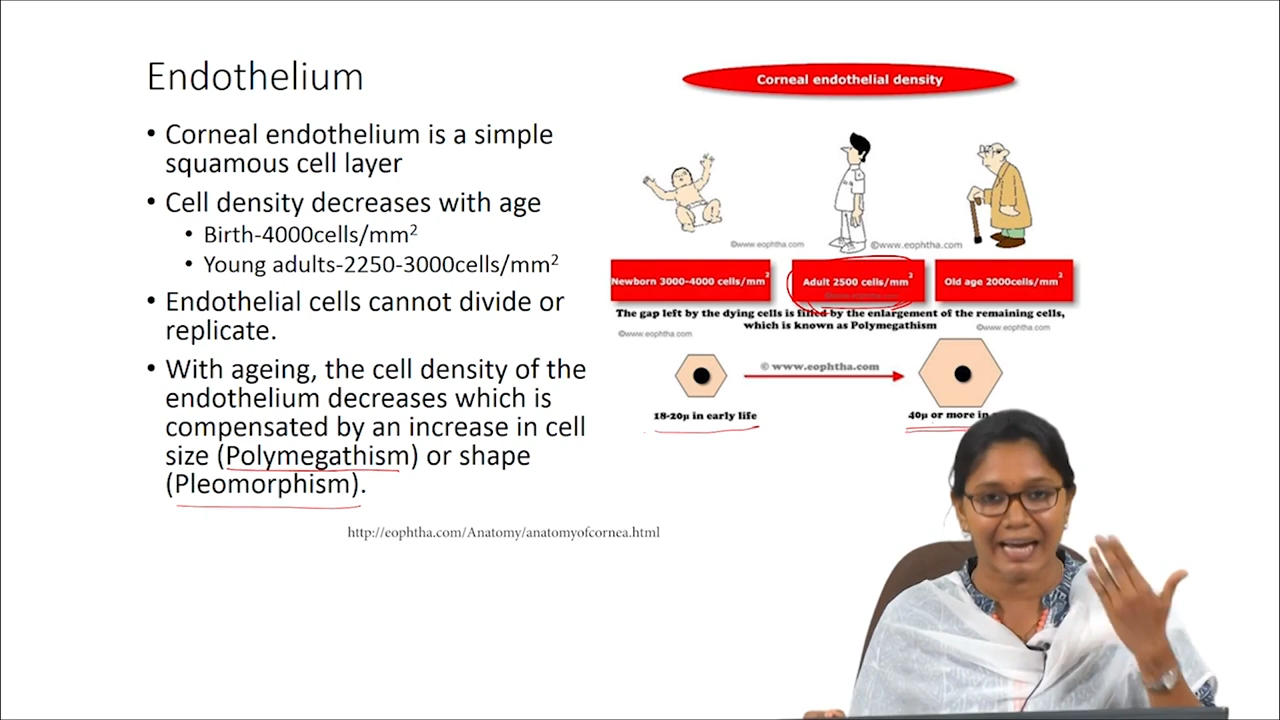 Endothelium
• Corneal endothelium is a simple
squamous cell layer
• Cell density decreases with age
• Birth-4000cells/mm²
• Young adults-2250-3000cells/mm²
• Endothelial cells cannot divide or
replicate.
• With ageing, the cell density of the
endothelium decreases which is
compensated by an increase in cell
size (Polymegathism) or shape
(Pleomorphism).
http://eophtha.com/Anatomy/anatomyofcornea.html
Corneal endothelial density
©www.eophtha.com
©www.eophtha.com
Newborn 3000-4000 cells/mm²
Adult 2500 cells/mm²
Old age 2000cells/mm²
The gap left by the dying cells is filled by the enlargement of the remaining cells,
which is known as Polymegathism
©www.eophtha.com
©www.eophtha.com
© www.eophtha.com
18-20µ in early life
40µ or more in